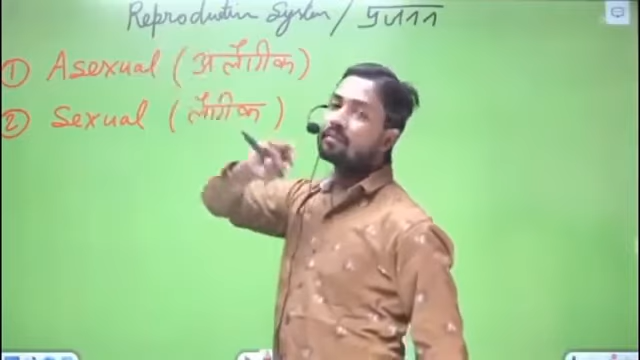 Reproduction System / प्रजनन
① Asexual (अलैंगीक)
② Sexual (लैंगीक)